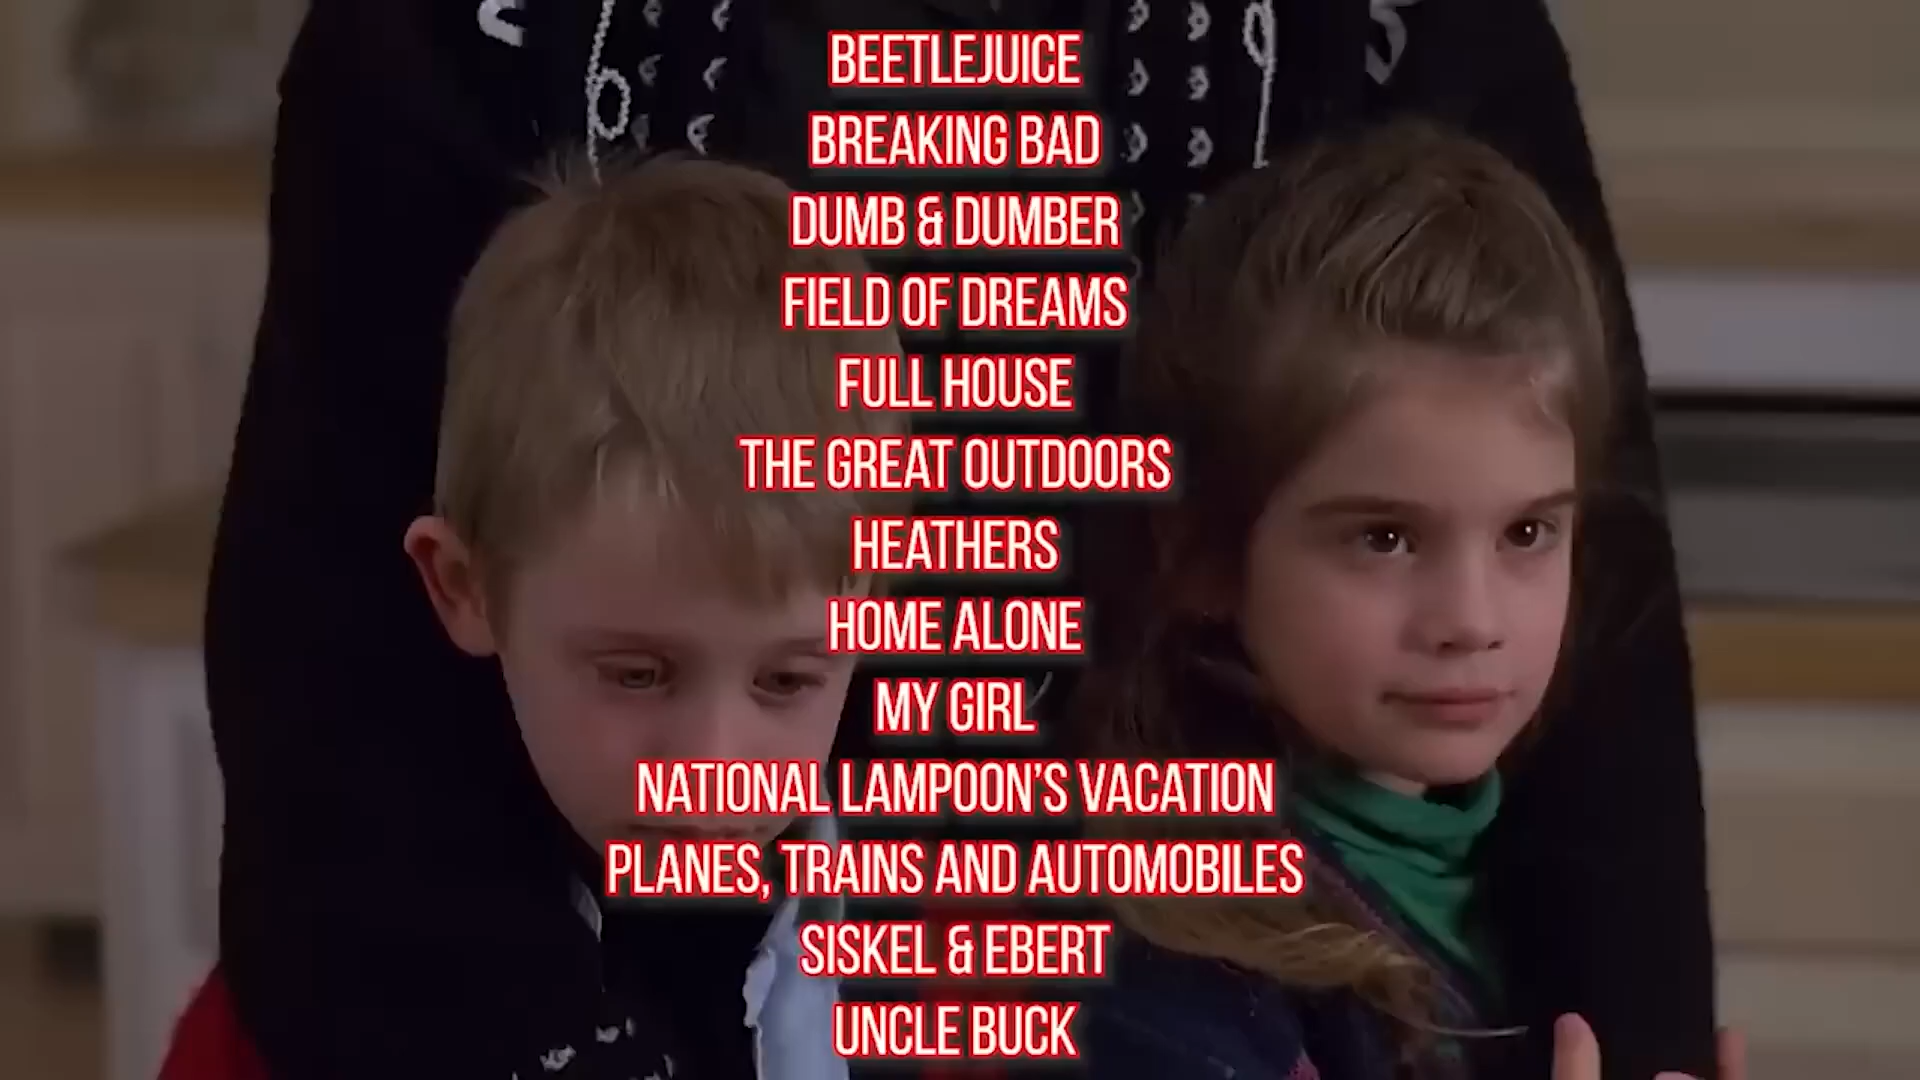 BEETLEJUICE
BREAKING BAD
DUMB & DUMBER
FIELD OF DREAMS
FULL HOUSE
THE GREAT OUTDOORS
HEATHERS
HOME ALONE
MY GIRL
NATIONAL LAMPOON'S VACATION
PLANES, TRAINS AND AUTOMOBILES
SISKEL & EBERT
UNCLE BUCK